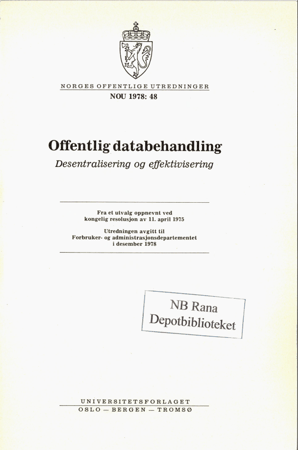 NORGES OFFENTLIGE UTREDNINGER
NOU 1978: 48
Offentlig databehandling
Desentralisering og effektivisering
Fra et utvalg oppnevnt ved
kongelig resolusjon av 11. april 1975
Utredningen avgitt til
Forbruker- og administrasjonsdepartementet
i desember 1978
NB Rana
Depotbiblioteket
UNIVERSITETSFORLAGET
OSLO — BERGEN — TROMSØ